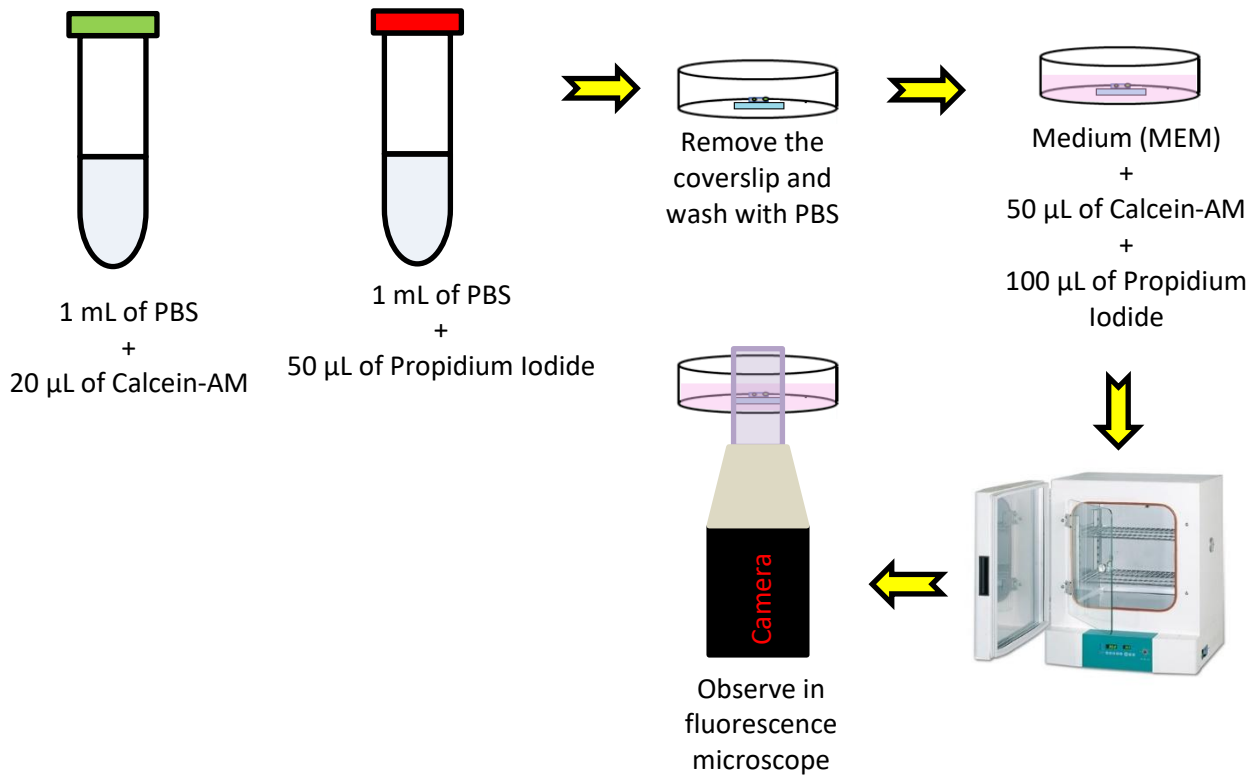 1 mL of PBS
+
20 μL of Calcein-AM
1 mL of PBS
+
50 μL of Propidium Iodide
Remove the
coverslip and
wash with PBS
Medium (MEM)
+
50 μL of Calcein-AM
+
100 μL of Propidium
Iodide
Camera
Observe in
fluorescence
microscope